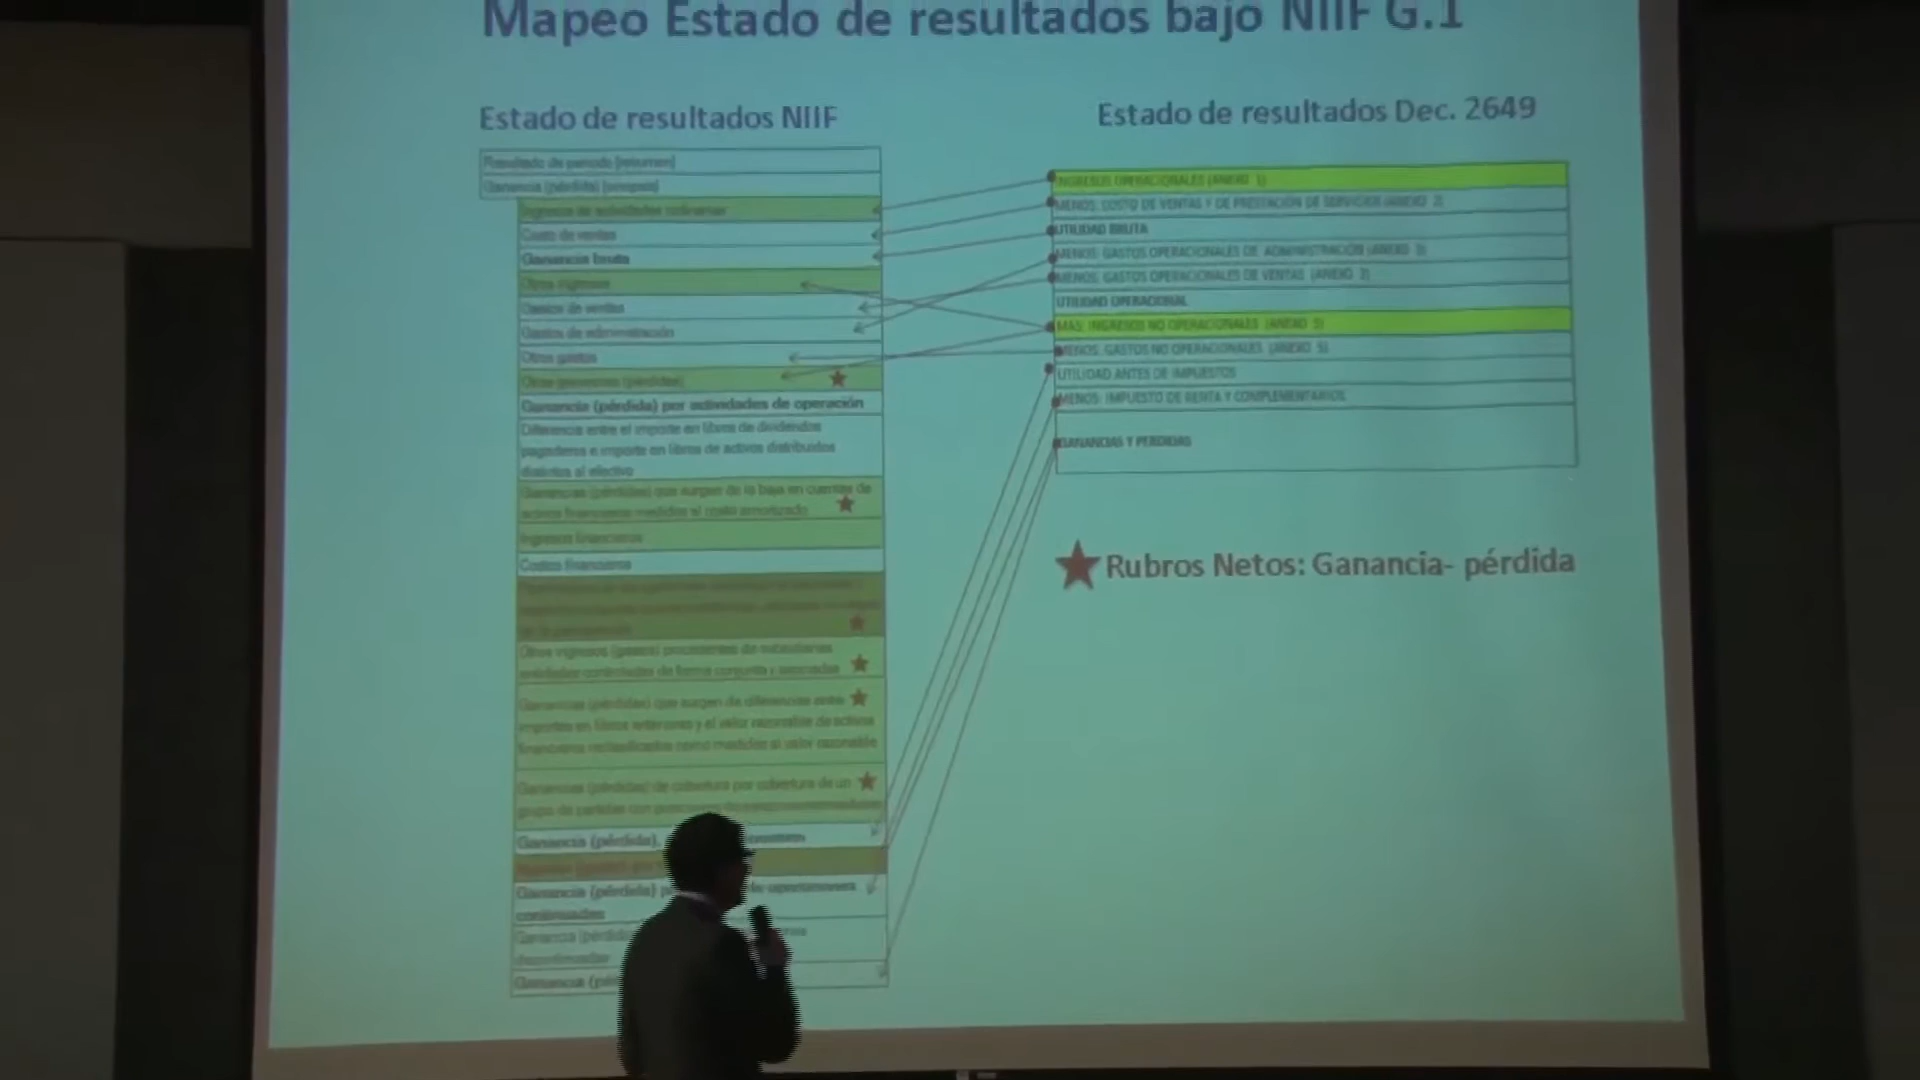 Mapeo Estado de resultados bajo NIIF G.1
Estado de resultados NIIF
Resultado de periodo [resumen]
Ganancia (pérdida) [sinopsis]
Ingresos de actividades ordinarias
Costo de ventas
Ganancia bruta
Otros ingresos
Gastos de ventas
Gastos de administración
Otros gastos
Otras ganancias (pérdidas)
Ganancia (pérdida) por actividades de operación
Diferencia entre el importe en libros de dividendos
pagaderos e importe en libros de activos distribuidos
distintos al efectivo
Ganancias (pérdidas) que surgen de la baja en cuentas de
activos financieros medidos al costo amortizado
Ingresos financieros
Costos financieros
Otros ingresos (gastos) procedentes de subsidiarias
entidades controladas de forma conjunta y asociadas
Ganancias (pérdidas) que surgen de diferencias entre
importes en libros anteriores y el valor razonable de activos
financieros reclasificados como medidos al valor razonable
Ganancias (pérdidas) de cobertura por cobertura de un
grupo de partidas con
Ganancia (pérdida),
Ganancia (pérdida) de operaciones
continuadas
Ganancia (pérdida
Ganancia
Estado de resultados Dec. 2649
INGRESOS OPERACIONALES (ANEXO 1)
MENOS: COSTO DE VENTAS Y DE PRESTACIÓN DE SERVICIOS (ANEXO 2)
UTILIDAD BRUTA
MENOS: GASTOS OPERACIONALES DE ADMINISTRACIÓN (ANEXO 3)
MENOS: GASTOS OPERACIONALES DE VENTAS (ANEXO 3)
UTILIDAD OPERACIONAL
MAS: INGRESOS NO OPERACIONALES (ANEXO 5)
MENOS: GASTOS NO OPERACIONALES (ANEXO 5)
UTILIDAD ANTES DE IMPUESTOS
MENOS: IMPUESTO DE RENTA Y COMPLEMENTARIOS
GANANCIAS Y PERDIDAS
Rubros Netos: Ganancia- pérdida